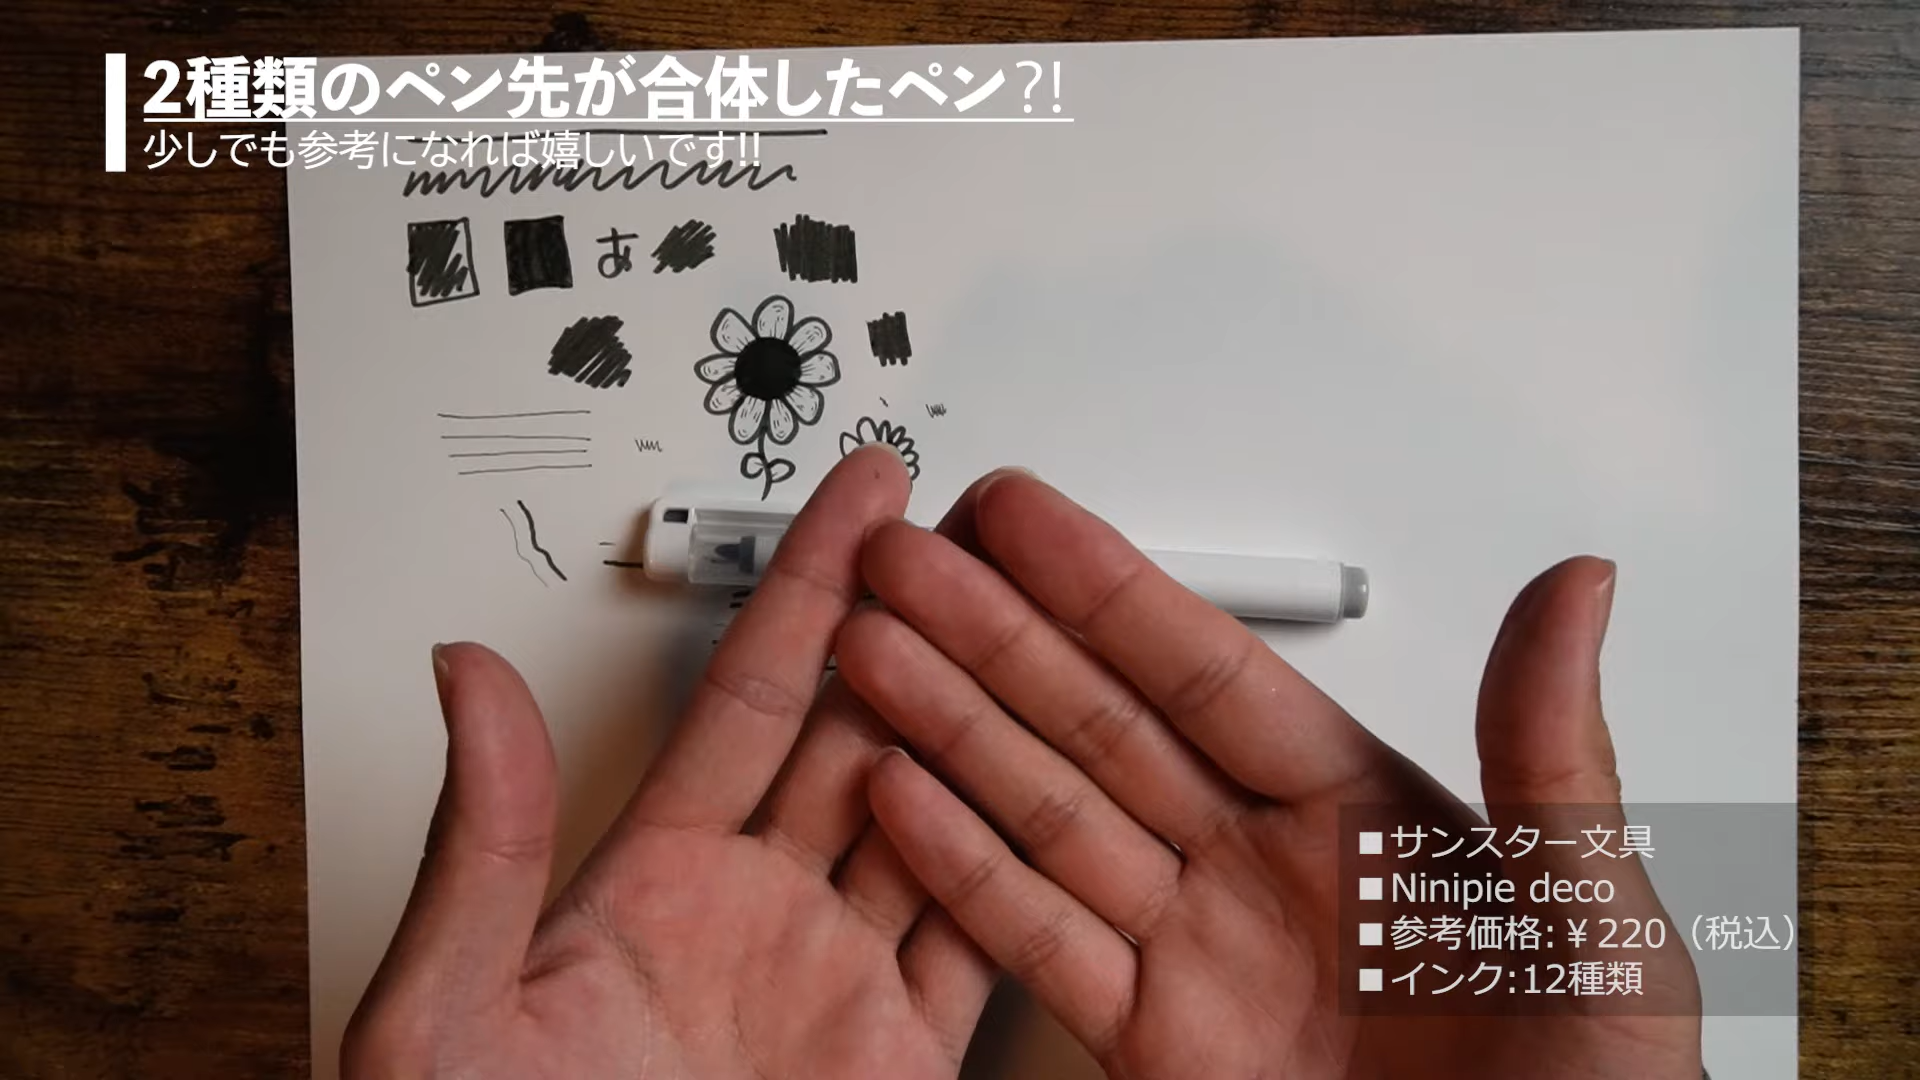 2種類のペン先が合体したペン?!
少しでも参考になれば嬉しいです!!
あ
■サンスター文具
■Ninipie deco
■参考価格:¥220（税込）
■インク:12種類